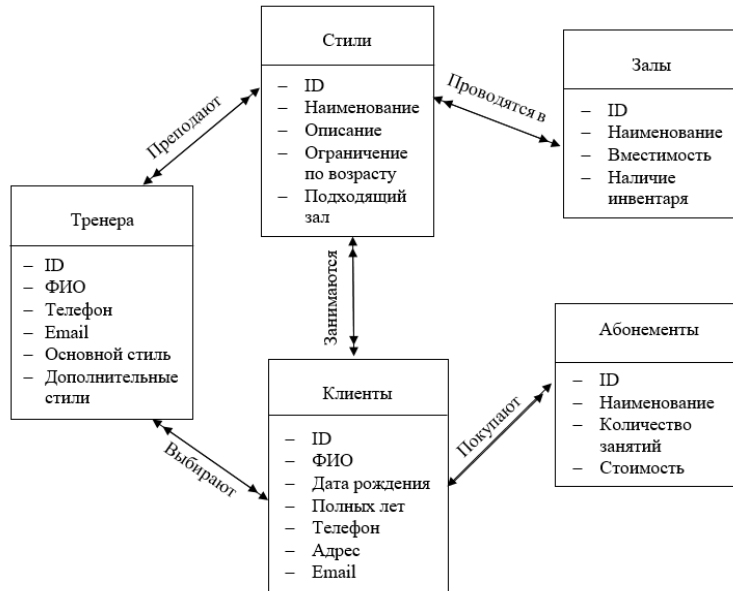 Стили
– ID
– Наименование
– Описание
– Ограничение
по возрасту
– Подходящий
зал
Проводятся в
Залы
– ID
– Наименование
– Вместимость
– Наличие
инвентаря
Преподают
Тренера
– ID
– ФИО
– Телефон
– Email
– Основной стиль
– Дополнительные
стили
Занимаются
Выбирают
Клиенты
– ID
– ФИО
– Дата рождения
– Полных лет
– Телефон
– Адрес
– Email
Покупают
Абонементы
– ID
– Наименование
– Количество
занятий
– Стоимость